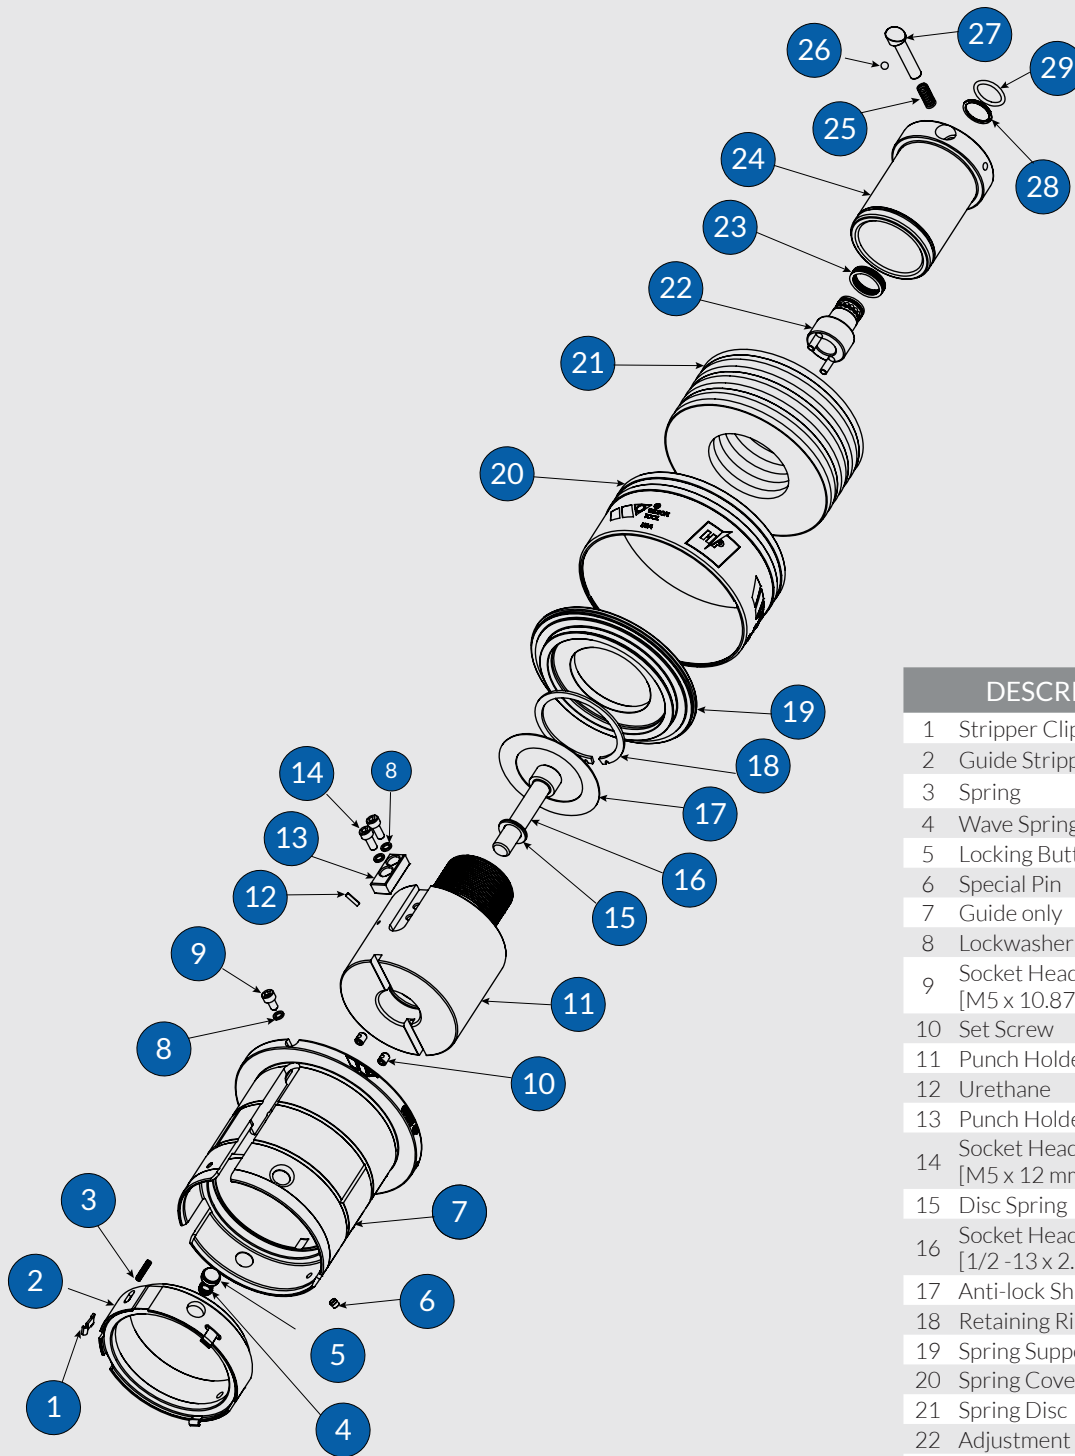 27
26
29
25
24
28
23
22
21
20
19
18
14
8
17
13
16
12
15
9
11
8
10
7
3
2
6
5
1
4
HP
DESCRI
1 Stripper Clip
2 Guide Stripp
3 Spring
4 Wave Spring
5 Locking Butt
6 Special Pin
7 Guide only
8 Lockwasher
9 Socket Head
[M5 x 10.87
10 Set Screw
11 Punch Holde
12 Urethane
13 Punch Holde
14 Socket Head
[M5 x 12 mm
15 Disc Spring
16 Socket Head
[1/2 -13 x 2.
17 Anti-lock Sh
18 Retaining Ri
19 Spring Suppo
20 Spring Cove
21 Spring Disc
22 Adjustment